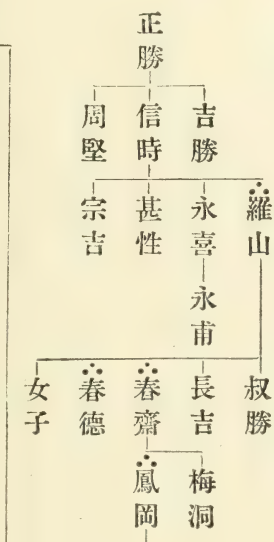 正勝
吉勝
信時
周堅
羅山
永喜
永甫
甚性
宗吉
叔勝
長吉
春齋
春德
女子
梅洞
鳳岡